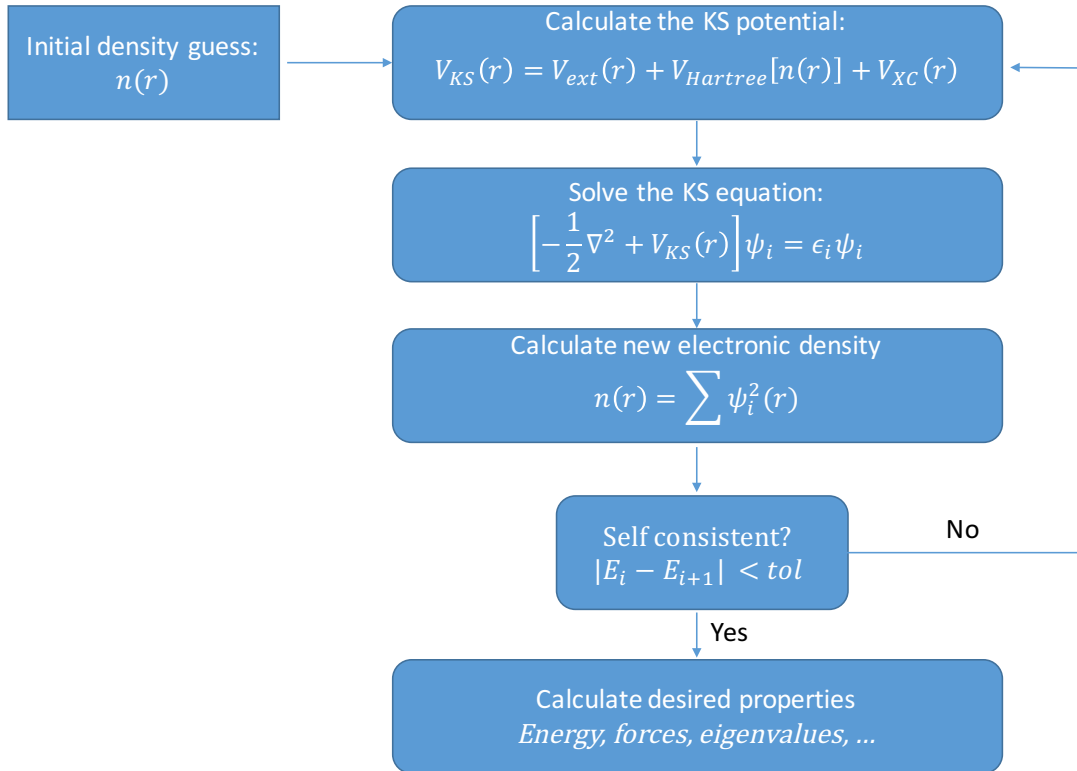 Initial density guess:
n(r)
Calculate the KS potential:
V_{KS}(r) = V_{ext}(r) + V_{Hartree}[n(r)] + V_{XC}(r)
Solve the KS equation:
[-\frac{1}{2}∇^2 + V_{KS}(r)]ψ_i = ϵ_iψ_i
Calculate new electronic density
n(r) = ∑ ψ_i^2(r)
Self consistent?
|E_i − E_{i+1}| < tol
No
Yes
Calculate desired properties
Energy, forces, eigenvalues, ...